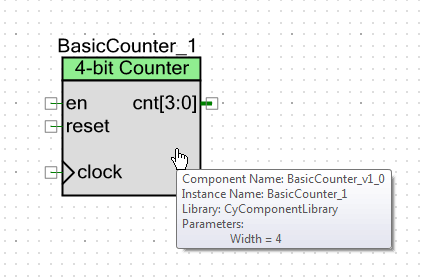 BasicCounter_1
4-bit Counter
en cnt[3:0]
reset
clock
Component Name: BasicCounter_v1_0
Instance Name: BasicCounter_1
Library: CyComponentLibrary
Parameters:
Width = 4